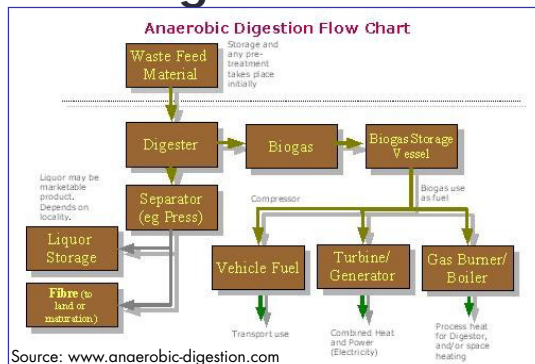 Anaerobic Digestion Flow Chart
Waste Feed
Material
Storage and
any pre-
treatment
takes place
initially
Digester
Biogas
Biogas Storage
Vessel
Liquor may be
marketable
product.
Depends on
locality.
Separator
(eg Press)
Compressor
Biogas use
as fuel
Liquor
Storage
Vehicle Fuel
Turbine/
Generator
Gas Burner/
Boiler
Fibre (to
land or
maturation)
Transport use
Combined Heat
and Power
(Electricity)
Process heat
for Digestor,
and/or space
heating
Source: www.anaerobic-digestion.com